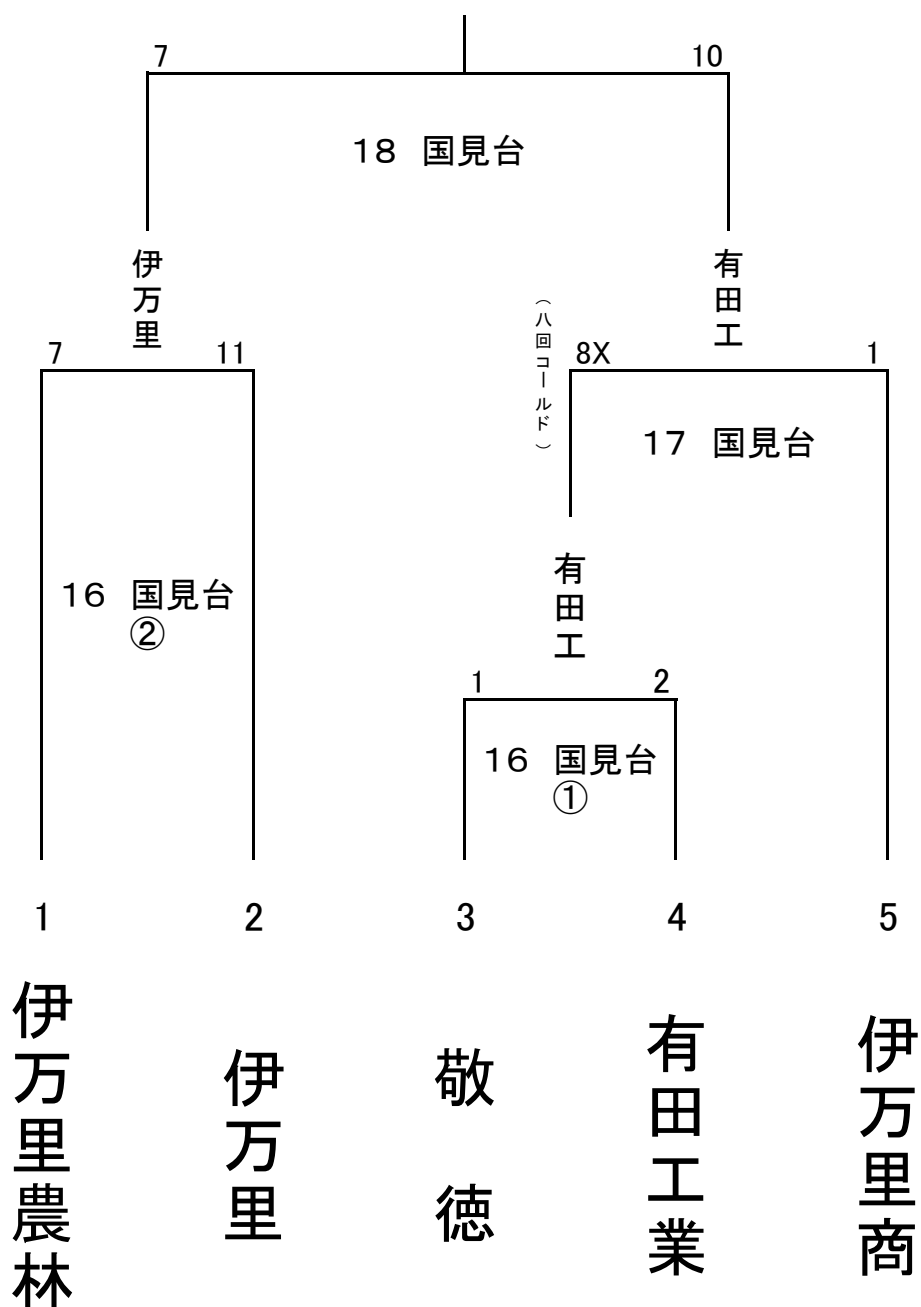 7 10
18 国見台
伊万里
有田工
(八回コールド)
7 11
8X 1
17 国見台
有田工
16 国見台
②
1 2
16 国見台
①
1 2 3 4 5
伊万里農林
伊万里
敬徳
有田工業
伊万里商